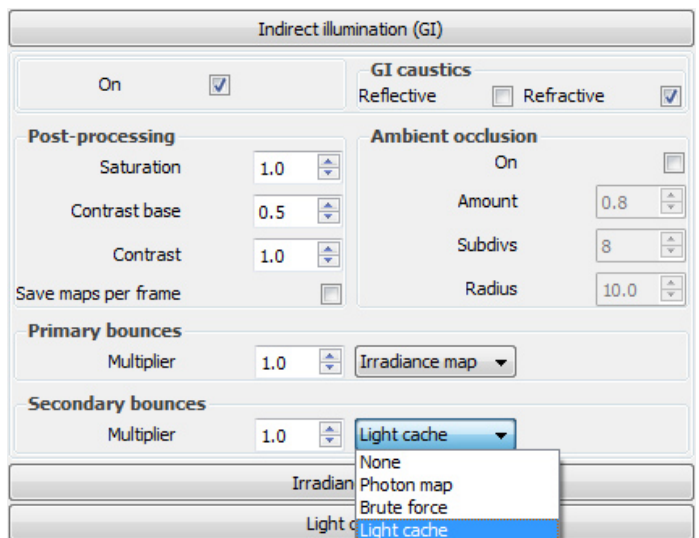 Indirect illumination (GI)
On
GI caustics
Reflective Refractive
Post-processing
Saturation 1.0
Contrast base 0.5
Contrast 1.0
Save maps per frame
Ambient occlusion
On
Amount 0.8
Subdivs 8
Radius 10.0
Primary bounces
Multiplier 1.0 Irradiance map
Secondary bounces
Multiplier 1.0 Light cache
None
Photon map
Brute force
Light cache
Irradian
Light